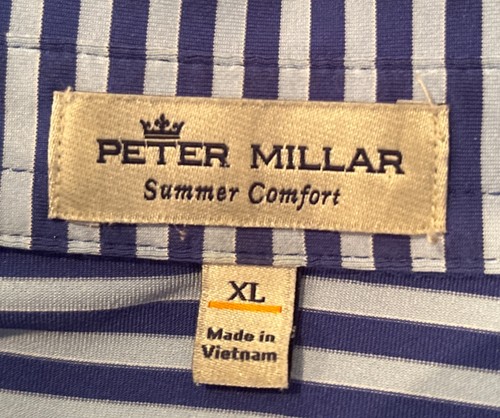 PETER MILLAR
Summer Comfort
XL
Made in
Vietnam